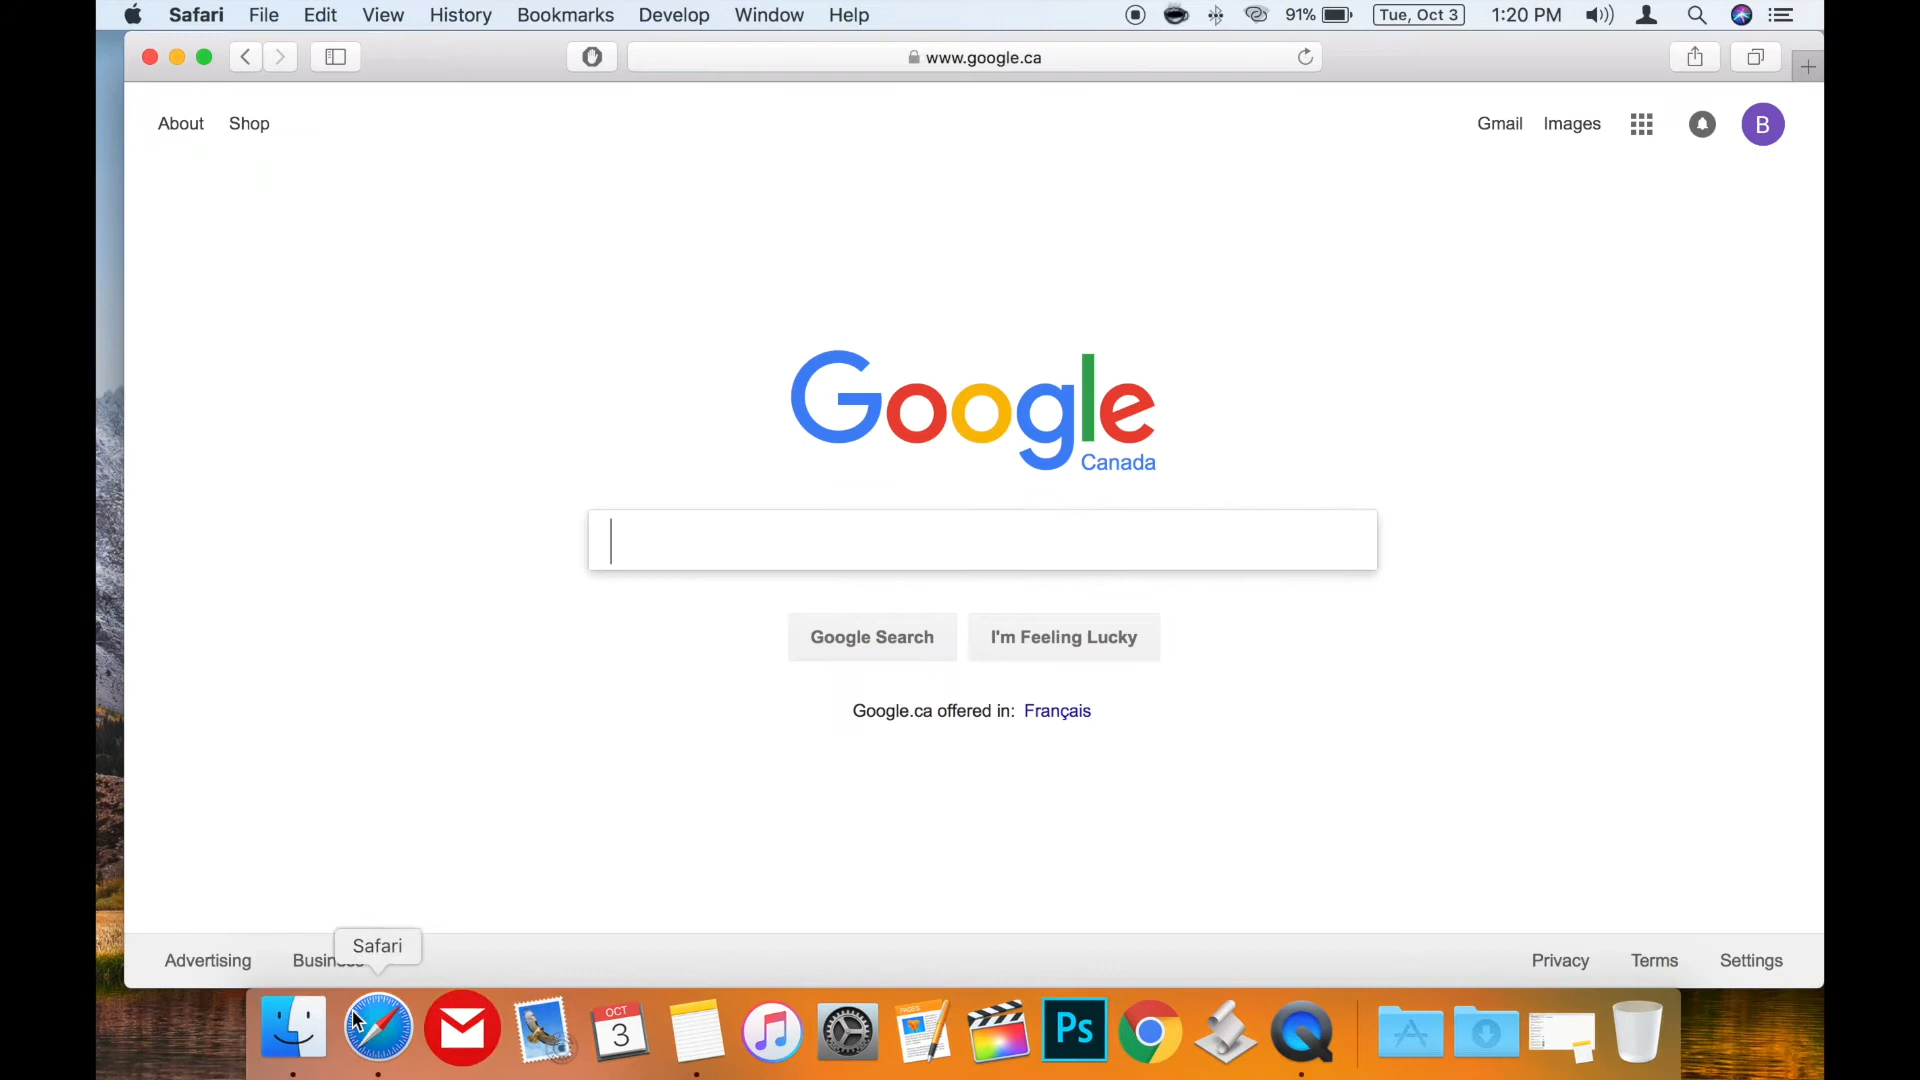 Safari File Edit View History Bookmarks Develop Window Help 91% Tue, Oct 3 1:20 PM
www.google.ca
About Shop Gmail Images B
Google
Canada
Google Search I'm Feeling Lucky
Google.ca offered in: Français
Safari
Advertising Business Privacy Terms Settings
OCT
3
PAGES
Ps